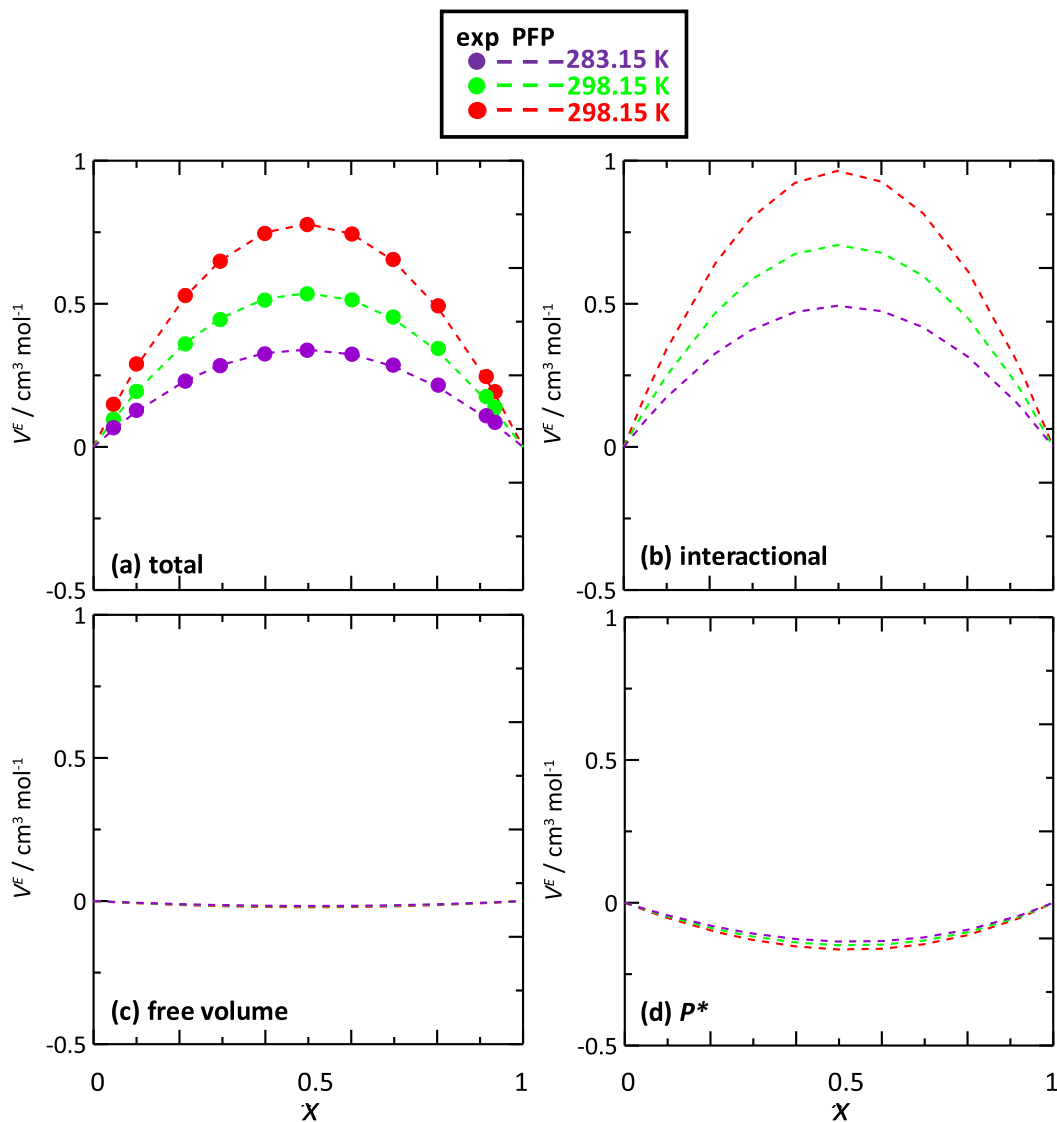 exp PFP
283.15 K
298.15 K
298.15 K
1
0.5
0
-0.5
V^E / cm³ mol⁻¹
(a) total
1
0.5
0
-0.5
V^E / cm³ mol⁻¹
(b) interactional
1
0.5
0
-0.5
V^E / cm³ mol⁻¹
(c) free volume
0 0.5 1
x
1
0.5
0
-0.5
V^E / cm³ mol⁻¹
(d) P*
0 0.5 1
x